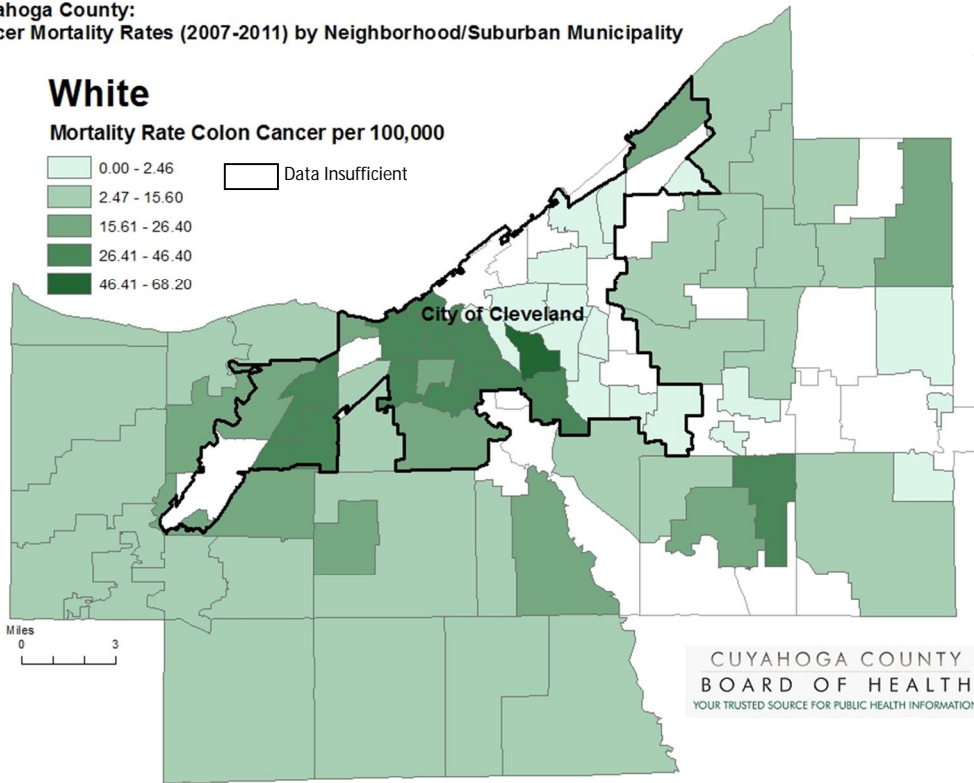 ahoga County:
cer Mortality Rates (2007-2011) by Neighborhood/Suburban Municipality
White
Mortality Rate Colon Cancer per 100,000
0.00 - 2.46
2.47 - 15.60
15.61 - 26.40
26.41 - 46.40
46.41 - 68.20
Data Insufficient
City of Cleveland
Miles
0 3
CUYAHOGA COUNTY
BOARD OF HEALTH
YOUR TRUSTED SOURCE FOR PUBLIC HEALTH INFORMATION